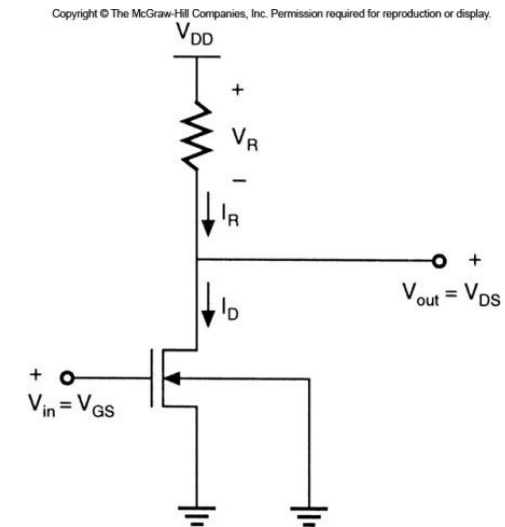 Copyright © The McGraw-Hill Companies, Inc. Permission required for reproduction or display.
VDD
+
VR
−
IR
+
Vout = VDS
ID
+
Vin = VGS